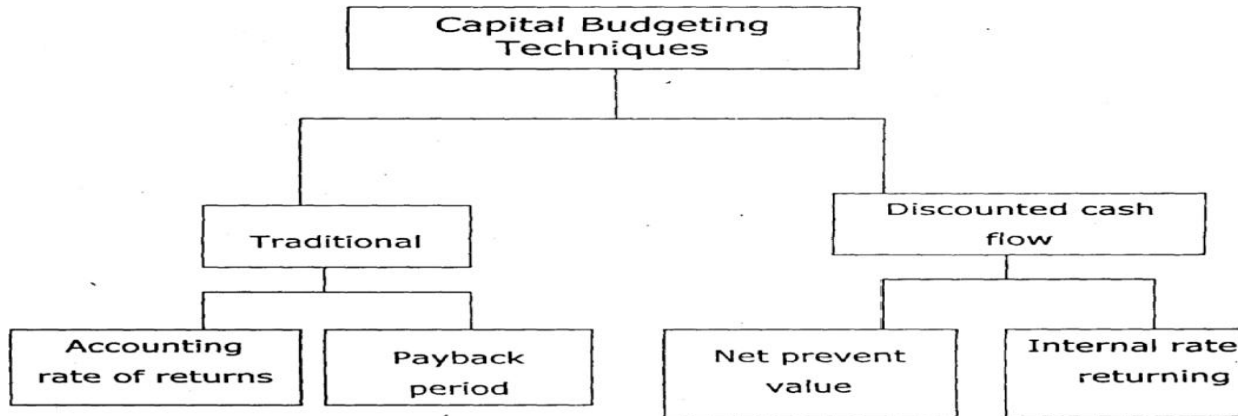 Capital Budgeting
Techniques
Traditional
Discounted cash
flow
Accounting
rate of returns
Payback
period
Net prevent
value
Internal rate
returning